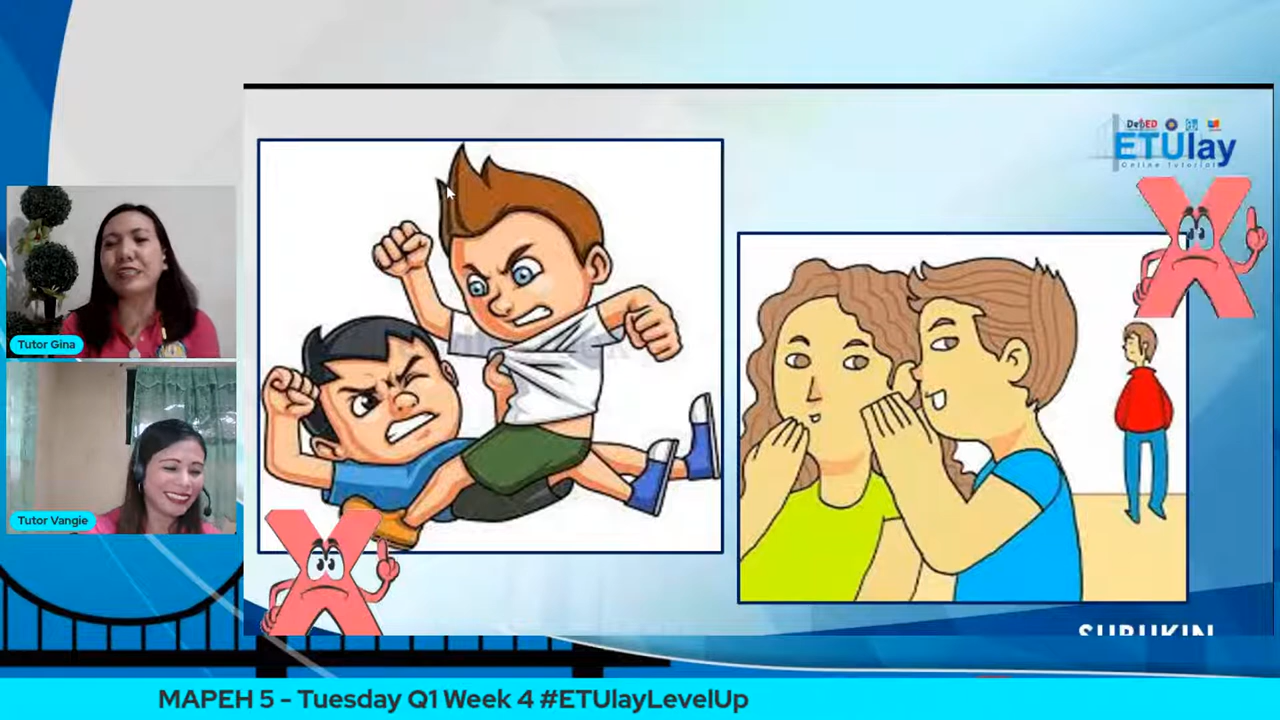 DepED
ETUlay
Online Tutorial
Tutor Gina
Tutor Vangie
SUBUKIN
MAPEH 5 - Tuesday Q1 Week 4 #ETUlayLevelUp